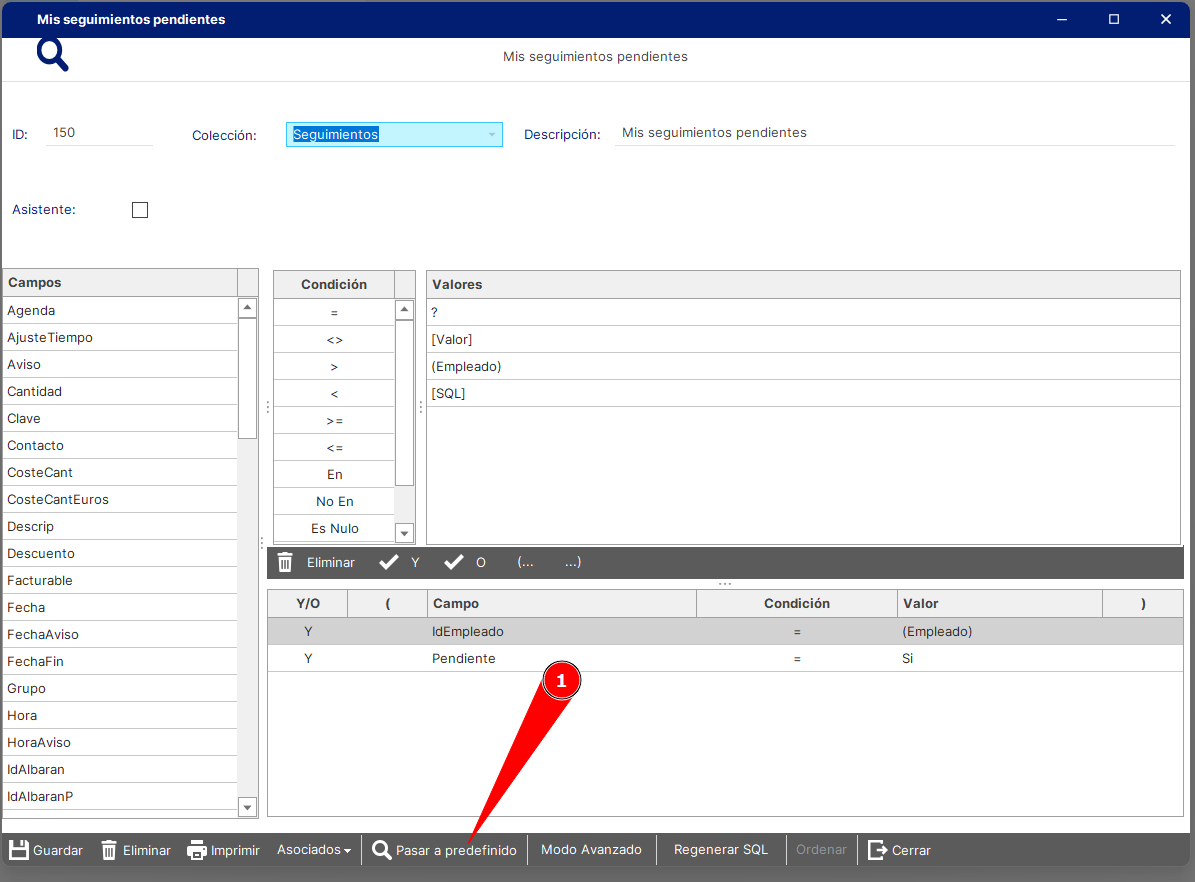 Mis seguimientos pendientes
Mis seguimientos pendientes
ID: 150 Colección: Seguimientos Descripción: Mis seguimientos pendientes
Asistente:
Campos
Agenda
AjusteTiempo
Aviso
Cantidad
Clave
Contacto
CosteCant
CosteCantEuros
Descrip
Descuento
Facturable
Fecha
FechaAviso
FechaFin
Grupo
Hora
HoraAviso
IdAlbaran
IdAlbaranP
Condición
=
<>
>
<
>=
<=
En
No En
Es Nulo
Valores
?
[Valor]
(Empleado)
[SQL]
Eliminar Y O (... ...)
Y/O ( Campo Condición Valor )
Y IdEmpleado = (Empleado)
Y Pendiente = Si
1
Guardar Eliminar Imprimir Asociados Pasar a predefinido Modo Avanzado Regenerar SQL Ordenar Cerrar